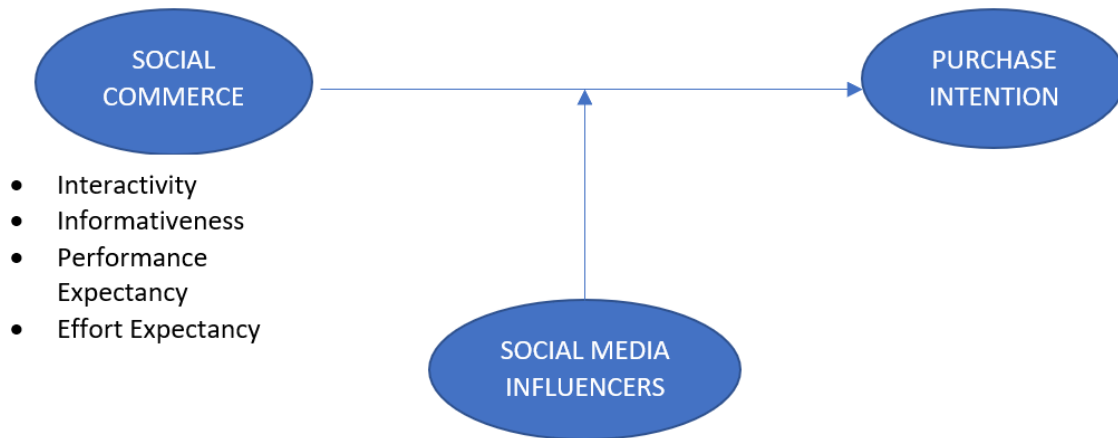 SOCIAL
COMMERCE
PURCHASE
INTENTION
• Interactivity
• Informativeness
• Performance
Expectancy
• Effort Expectancy
SOCIAL MEDIA
INFLUENCERS